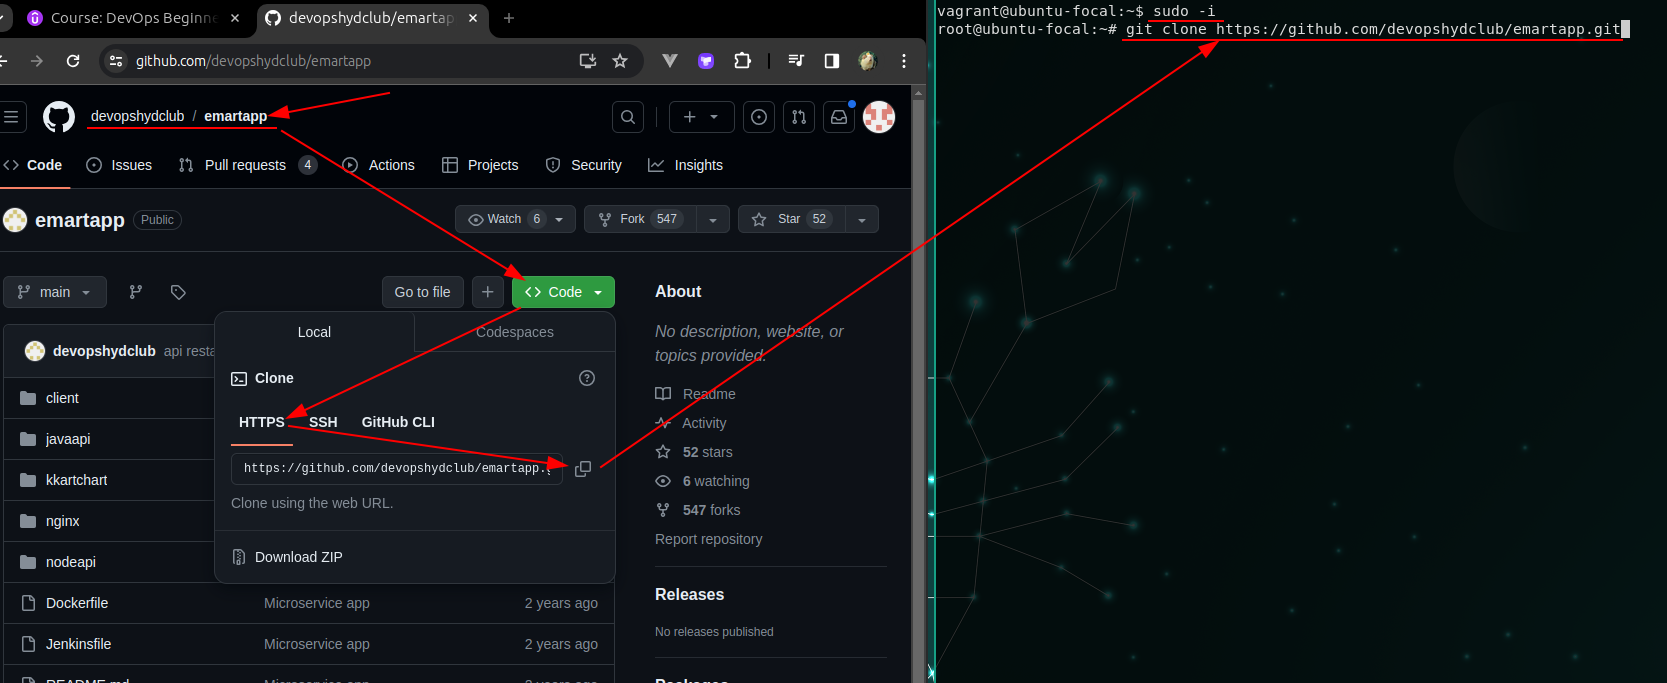 Course: DevOps Beginne
devopshydclub/emartap
github.com/devopshydclub/emartapp
devopshydclub / emartapp
Code Issues Pull requests 4 Actions Projects Security Insights
emartapp Public
Watch 6 Fork 547 Star 52
main Go to file Code
Local Codespaces
devopshydclub api resta
Clone
HTTPS SSH GitHub CLI
https://github.com/devopshydclub/emartapp.
Clone using the web URL.
Download ZIP
client
javaapi
kkartchart
nginx
nodeapi
Dockerfile Microservice app 2 years ago
Jenkinsfile Microservice app 2 years ago
README.md Microservice app 2 years ago
About
No description, website, or
topics provided.
Readme
Activity
52 stars
6 watching
547 forks
Report repository
Releases
No releases published
Packages
vagrant@ubuntu-focal:~$ sudo -i
root@ubuntu-focal:~# git clone https://github.com/devopshydclub/emartapp.git